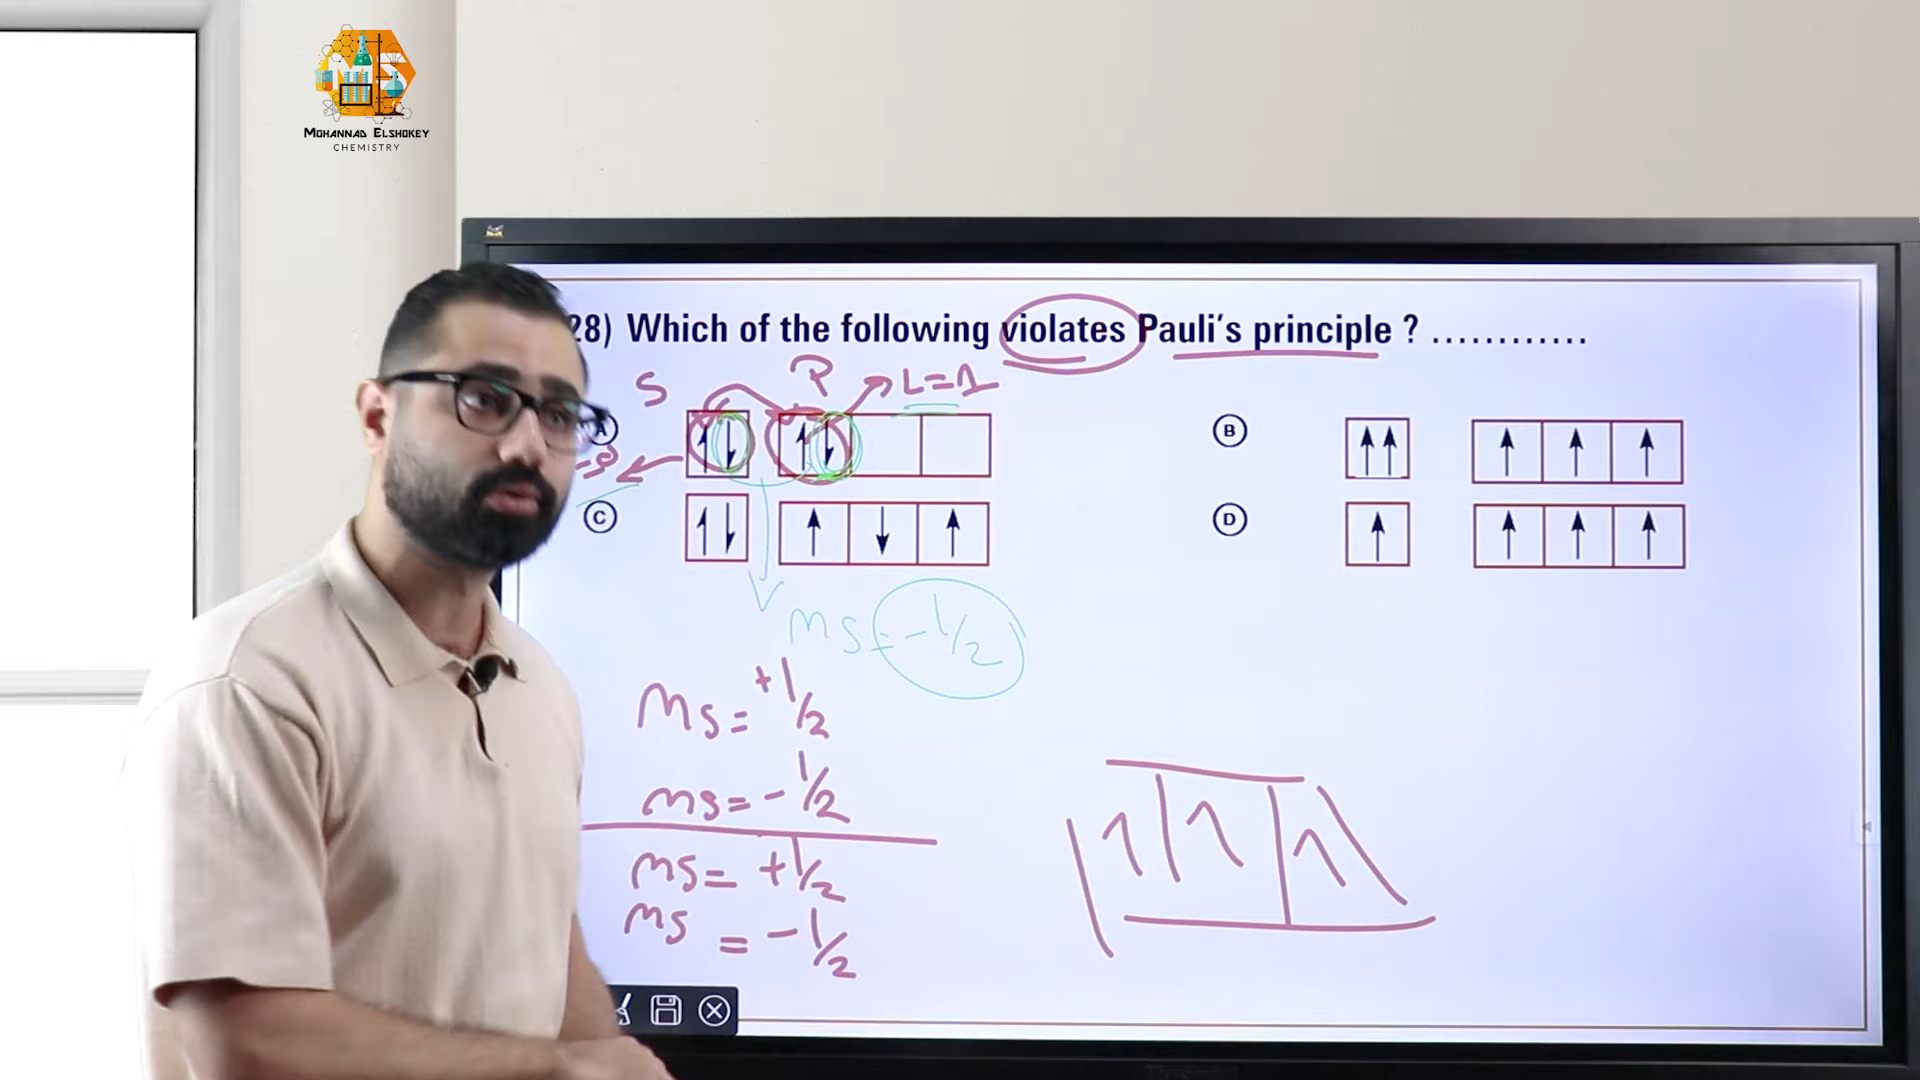 MS
MOHANNAD ELSHOKEY
CHEMISTRY
28) Which of the following violates Pauli's principle ? ............
S P L=1
A
B
C
D
ms=-1/2
ms=+1/2
ms=-1/2
ms=+1/2
ms=-1/2